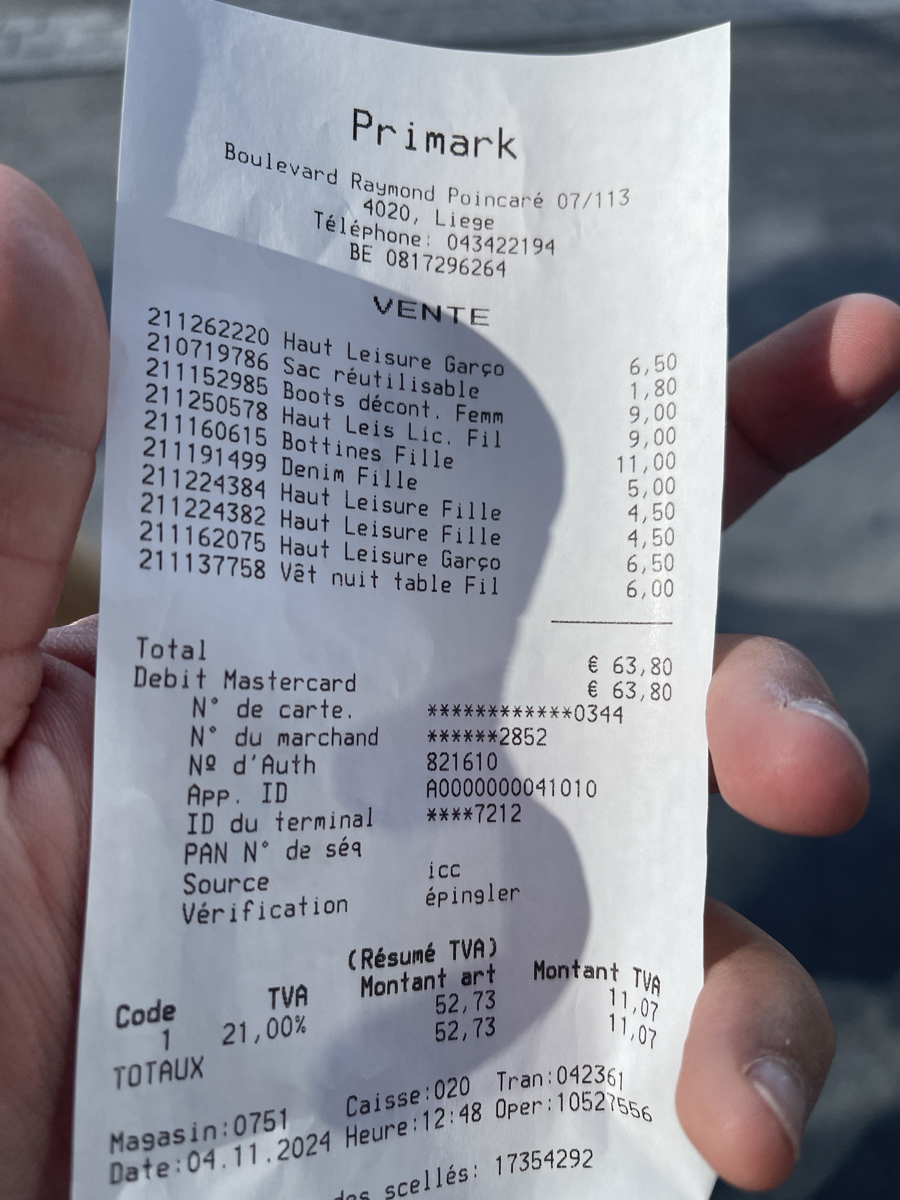 Primark
Boulevard Raymond Poincaré 07/113
4020, Liege
Téléphone: 043422194
BE 0817296264
VENTE
211262220 Haut Leisure Garço 6,50
210719786 Sac réutilisable 1,80
211152985 Boots décont. Femm 9,00
211250578 Haut Leis Lic. Fil 9,00
211160615 Bottines Fille 11,00
211191499 Denim Fille 5,00
211224384 Haut Leisure Fille 4,50
211224382 Haut Leisure Fille 4,50
211162075 Haut Leisure Garço 6,50
211137758 Vêt nuit table Fil 6,00
Total € 63,80
Debit Mastercard € 63,80
N° de carte. ************0344
N° du marchand ******2852
Nº d'Auth 821610
App. ID A0000000041010
ID du terminal ****7212
PAN N° de séq
Source icc
Vérification épingler
(Résumé TVA)
Code TVA Montant art Montant TVA
1 21,00% 52,73 11,07
TOTAUX 52,73 11,07
Magasin:0751 Caisse:020 Tran:042361
Date:04.11.2024 Heure:12:48 Oper:10527556
scellés: 17354292